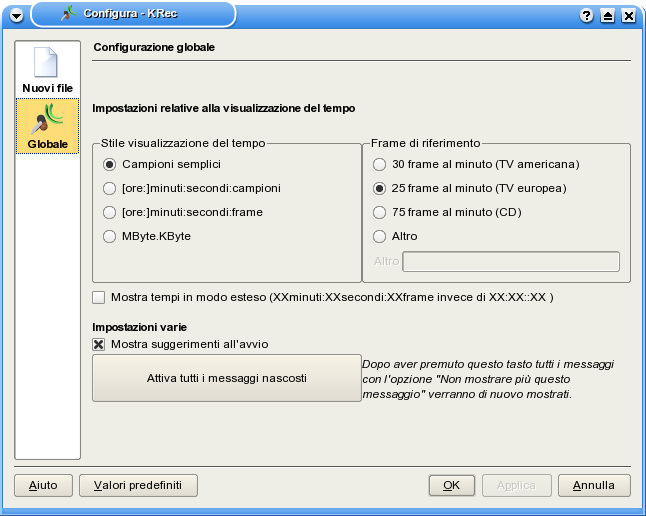 Configura - KRec
Configurazione globale
Nuovi file
Globale
Impostazioni relative alla visualizzazione del tempo
Stile visualizzazione del tempo
Campioni semplici
[ore:]minuti:secondi:campioni
[ore:]minuti:secondi:frame
MByte.KByte
Frame di riferimento
30 frame al minuto (TV americana)
25 frame al minuto (TV europea)
75 frame al minuto (CD)
Altro
Altro
Mostra tempi in modo esteso (XXminuti:XXsecondi:XXframe invece di XX:XX::XX )
Impostazioni varie
Mostra suggerimenti all'avvio
Attiva tutti i messaggi nascosti
Dopo aver premuto questo tasto tutti i messaggi
con l'opzione "Non mostrare più questo
messaggio" verranno di nuovo mostrati.
Aiuto
Valori predefiniti
OK
Applica
Annulla